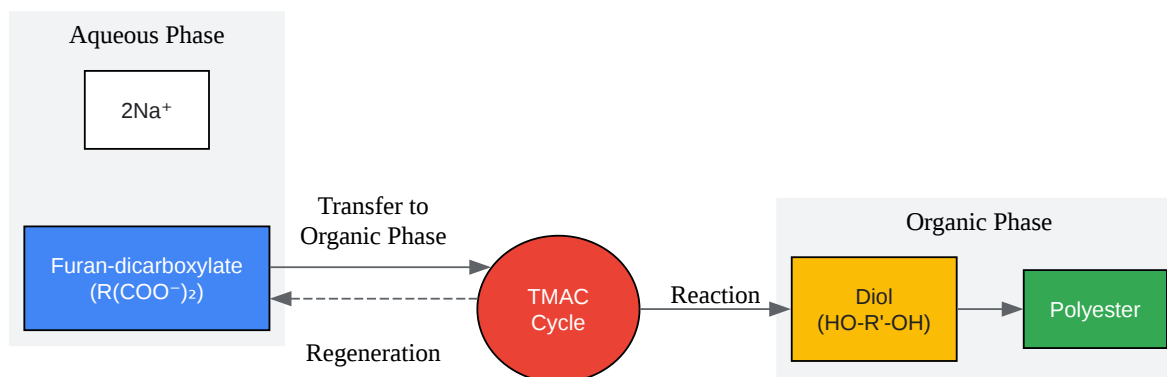 Aqueous Phase
2Na⁺
Transfer to
Organic Phase
Furan-dicarboxylate
(R(COO⁻)₂)
Regeneration
TMAC
Cycle
Reaction
Organic Phase
Diol
(HO-R'-OH)
Polyester